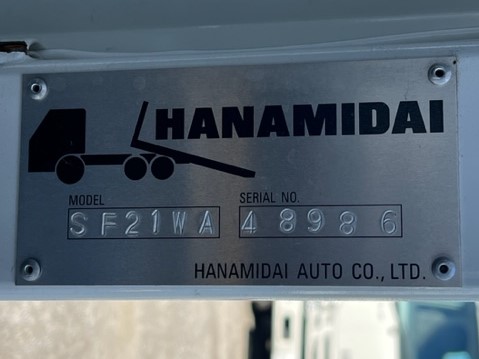 HANAMIDAI
MODEL SERIAL NO.
SF21WA 48986
HANAMIDAI AUTO CO., LTD.